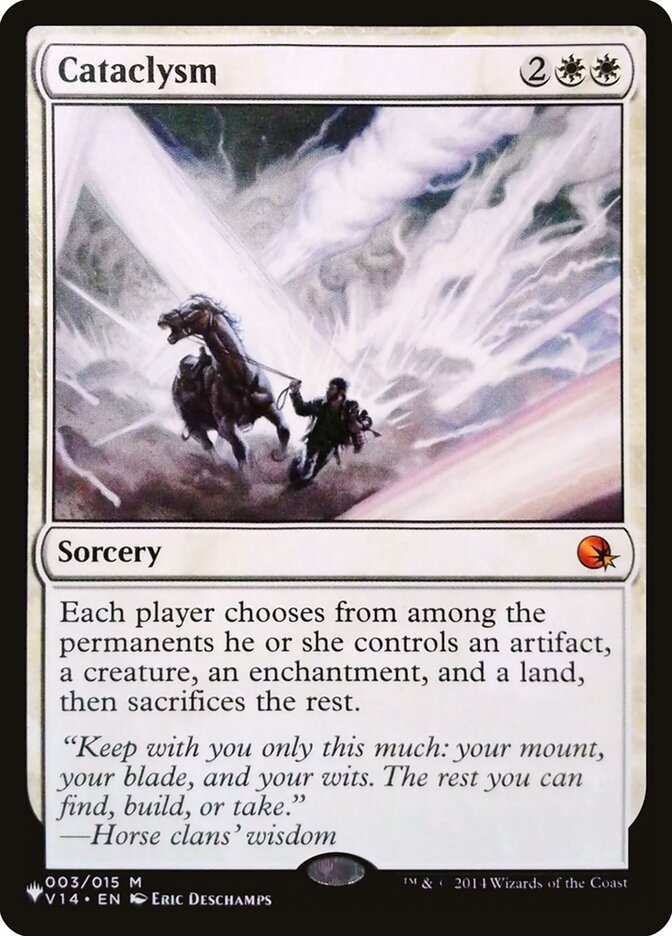 Cataclysm 2
Sorcery
Each player chooses from among the
permanents he or she controls an artifact,
a creature, an enchantment, and a land,
then sacrifices the rest.
“Keep with you only this much: your mount,
your blade, and your wits. The rest you can
find, build, or take.”
—Horse clans’ wisdom
003/015 M
V14 • EN ERIC DESCHAMPS
™ & © 2014 Wizards of the Coast